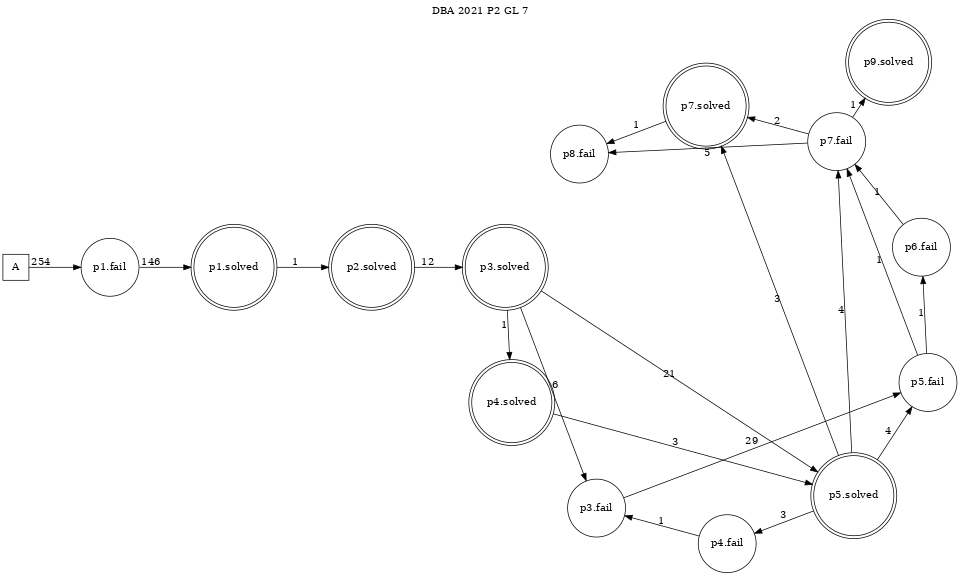 DBA 2021 P2 GL 7
p9.solved
p7.solved
1
1
2
p7.fail
p8.fail
5
1
p6.fail
A
254
p1.fail
146
p1.solved
1
p2.solved
12
p3.solved
1
3
4
1
1
21
6
p5.fail
p4.solved
3
29
4
p5.solved
p3.fail
3
1
p4.fail